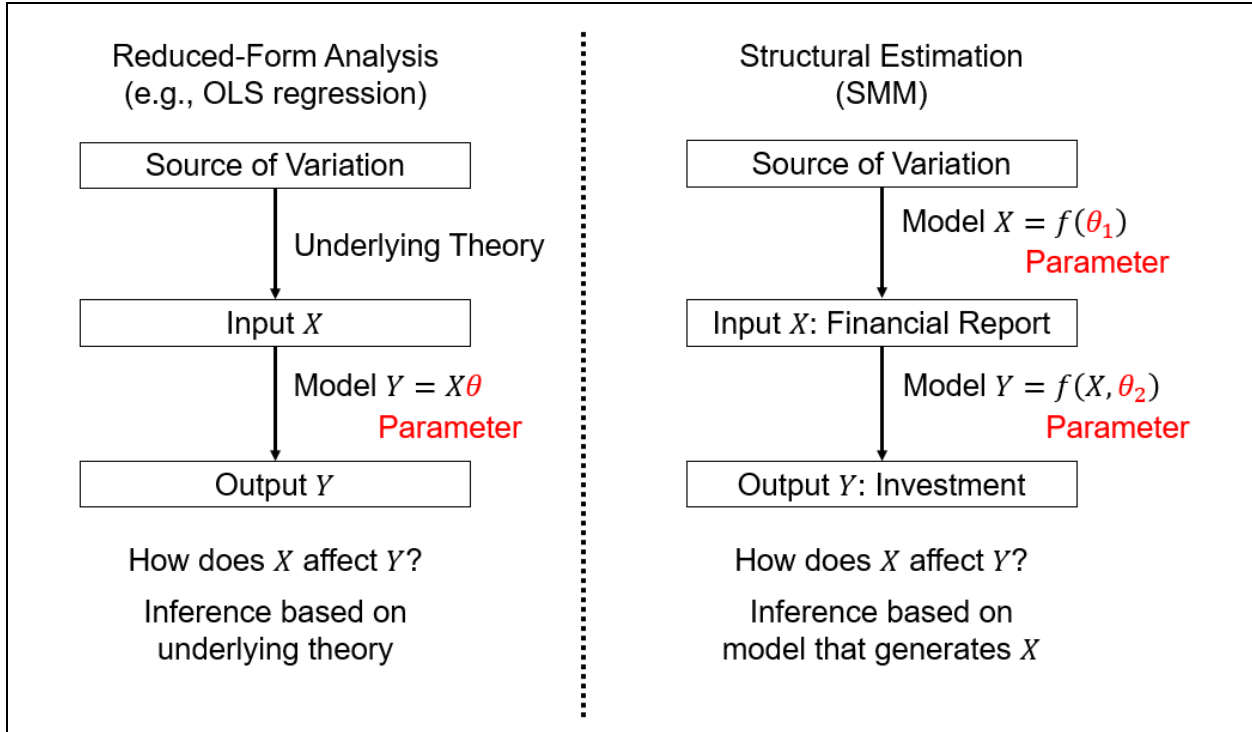 Reduced-Form Analysis
(e.g., OLS regression)
Source of Variation
Underlying Theory
Input X
Model Y = Xθ
Parameter
Output Y
How does X affect Y?
Inference based on
underlying theory
Structural Estimation
(SMM)
Source of Variation
Model X = f(θ₁)
Parameter
Input X: Financial Report
Model Y = f(X, θ₂)
Parameter
Output Y: Investment
How does X affect Y?
Inference based on
model that generates X